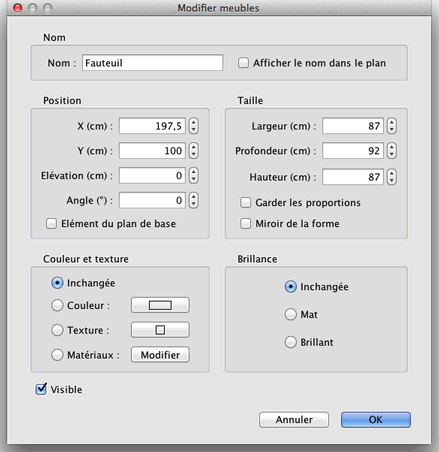 Modifier meubles
Nom
Nom : Fauteuil Afficher le nom dans le plan
Position
X (cm) : 197,5
Y (cm) : 100
Elévation (cm) : 0
Angle (°) : 0
Elément du plan de base
Taille
Largeur (cm) : 87
Profondeur (cm) : 92
Hauteur (cm) : 87
Garder les proportions
Miroir de la forme
Couleur et texture
Inchangée
Couleur :
Texture :
Matériaux : Modifier
Brillance
Inchangée
Mat
Brillant
Visible
Annuler OK